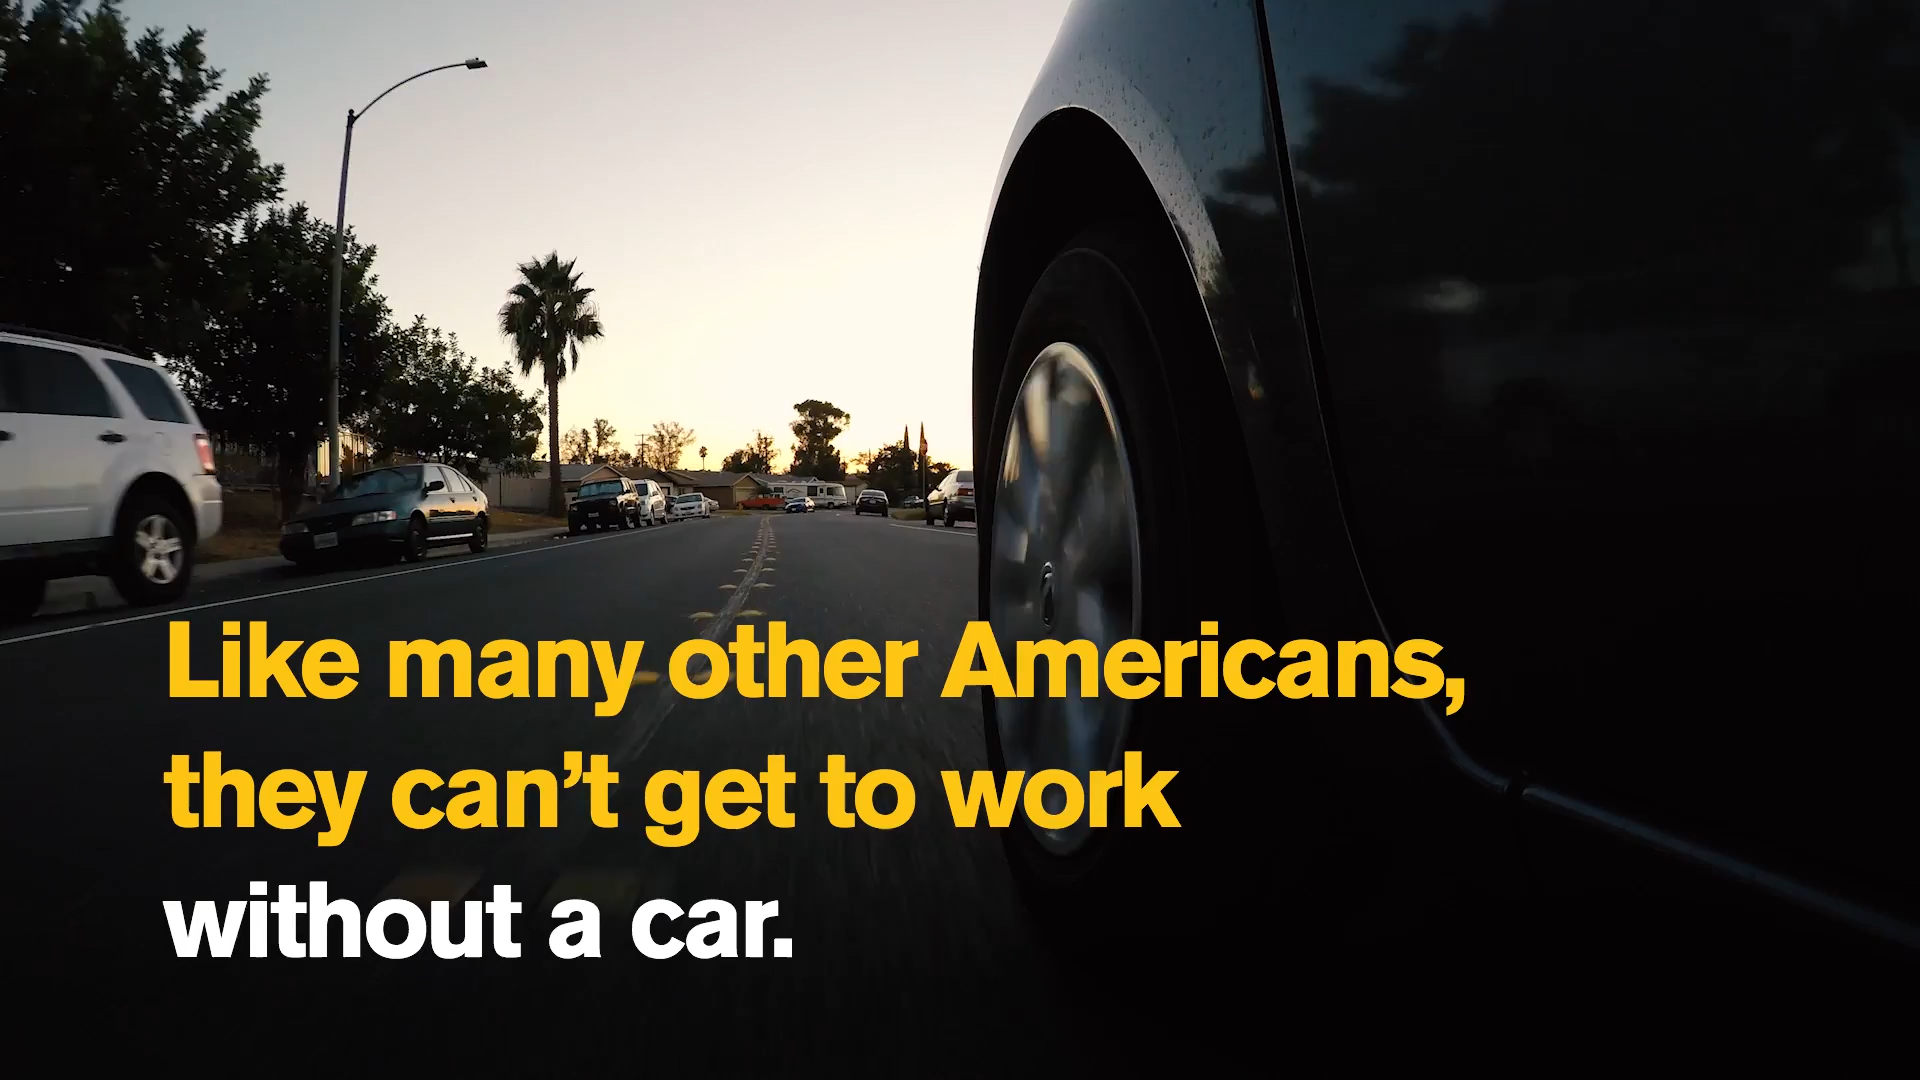 Like many other Americans,
they can’t get to work
without a car.